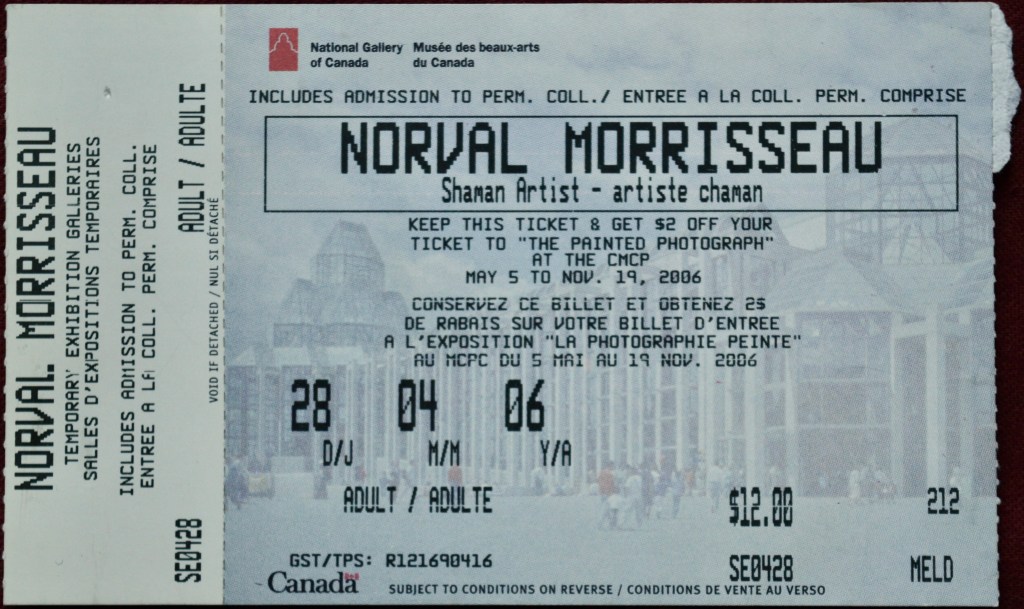 NORVAL MORRISSEAU
TEMPORARY EXHIBITION GALLERIES
SALLES D'EXPOSITIONS TEMPORAIRES
INCLUDES ADMISSION TO PERM. COLL.
ENTREE A LA COLL. PERM. COMPRISE
ADULT / ADULTE
SE0428
VOID IF DETACHED / NUL SI DÉTACHÉ
National Gallery of Canada
Musée des beaux-arts du Canada
INCLUDES ADMISSION TO PERM. COLL./ ENTREE A LA COLL. PERM. COMPRISE
NORVAL MORRISSEAU
Shaman Artist - artiste chaman
KEEP THIS TICKET & GET $2 OFF YOUR
TICKET TO "THE PAINTED PHOTOGRAPH"
AT THE CMCP
MAY 5 TO NOV. 19, 2006
CONSERVEZ CE BILLET ET OBTENEZ 2$
DE RABAIS SUR VOTRE BILLET D'ENTREE
A L'EXPOSITION "LA PHOTOGRAPHIE PEINTE"
AU MCPC DU 5 MAI AU 19 NOV. 2006
28 04 06
D/J M/M Y/A
ADULT / ADULTE $12.00 212
GST/TPS: R121690416 SE0428 MELD
Canada SUBJECT TO CONDITIONS ON REVERSE / CONDITIONS DE VENTE AU VERSO